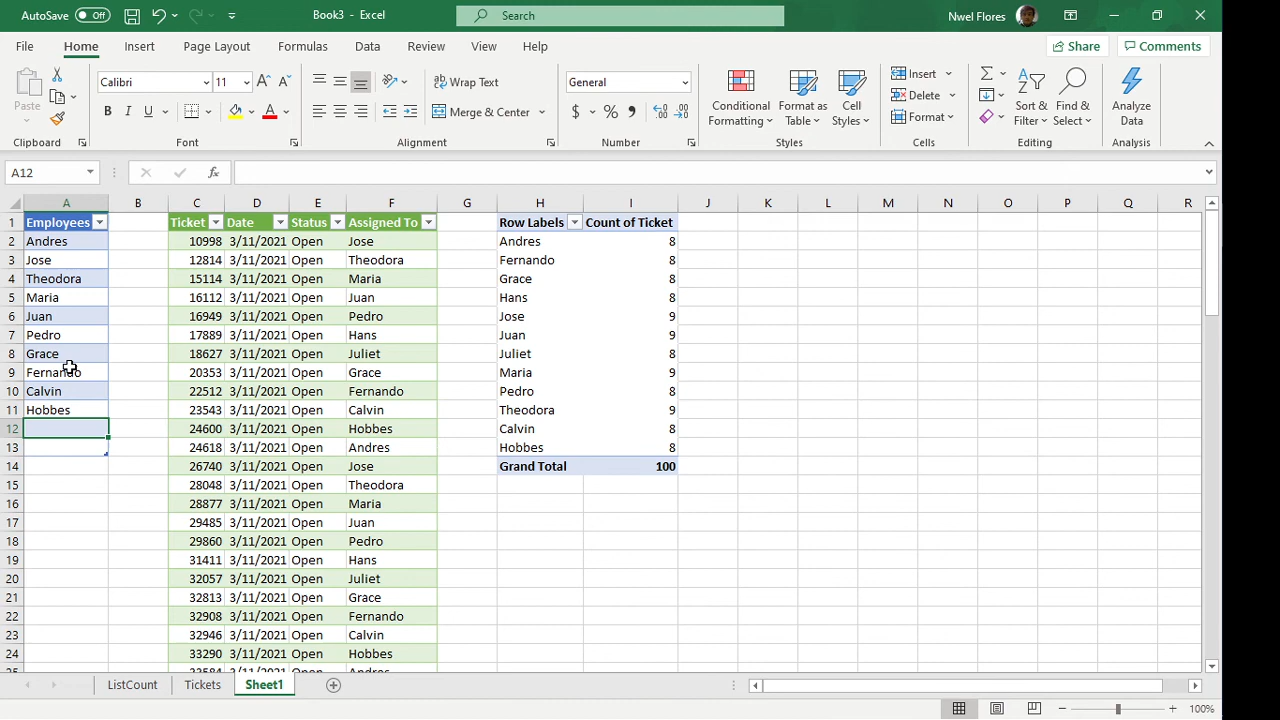 AutoSave Off Book3 - Excel Search Nwel Flores
File Home Insert Page Layout Formulas Data Review View Help Share Comments
Paste Calibri 11 Wrap Text General Conditional Formatting Format as Table Cell Styles Insert Sort & Filter Find & Select Analyze Data
B I U Merge & Center $ % Delete Format
Clipboard Font Alignment Number Styles Cells Editing Analysis
A12 fx
A B C D E F G H I J K L M N O P Q R
1 Employees Ticket Date Status Assigned To Row Labels Count of Ticket
2 Andres 10998 3/11/2021 Open Jose Andres 8
3 Jose 12814 3/11/2021 Open Theodora Fernando 8
4 Theodora 15114 3/11/2021 Open Maria Grace 8
5 Maria 16112 3/11/2021 Open Juan Hans 8
6 Juan 16949 3/11/2021 Open Pedro Jose 9
7 Pedro 17889 3/11/2021 Open Hans Juan 9
8 Grace 18627 3/11/2021 Open Juliet Juliet 8
9 Fernando 20353 3/11/2021 Open Grace Maria 9
10 Calvin 22512 3/11/2021 Open Fernando Pedro 8
11 Hobbes 23543 3/11/2021 Open Calvin Theodora 9
12 24600 3/11/2021 Open Hobbes Calvin 8
13 24618 3/11/2021 Open Andres Hobbes 8
14 26740 3/11/2021 Open Jose Grand Total 100
15 28048 3/11/2021 Open Theodora
16 28877 3/11/2021 Open Maria
17 29485 3/11/2021 Open Juan
18 29860 3/11/2021 Open Pedro
19 31411 3/11/2021 Open Hans
20 32057 3/11/2021 Open Juliet
21 32813 3/11/2021 Open Grace
22 32908 3/11/2021 Open Fernando
23 32946 3/11/2021 Open Calvin
24 33290 3/11/2021 Open Hobbes
25 33584 3/11/2021 Open Andres
ListCount Tickets Sheet1
100%